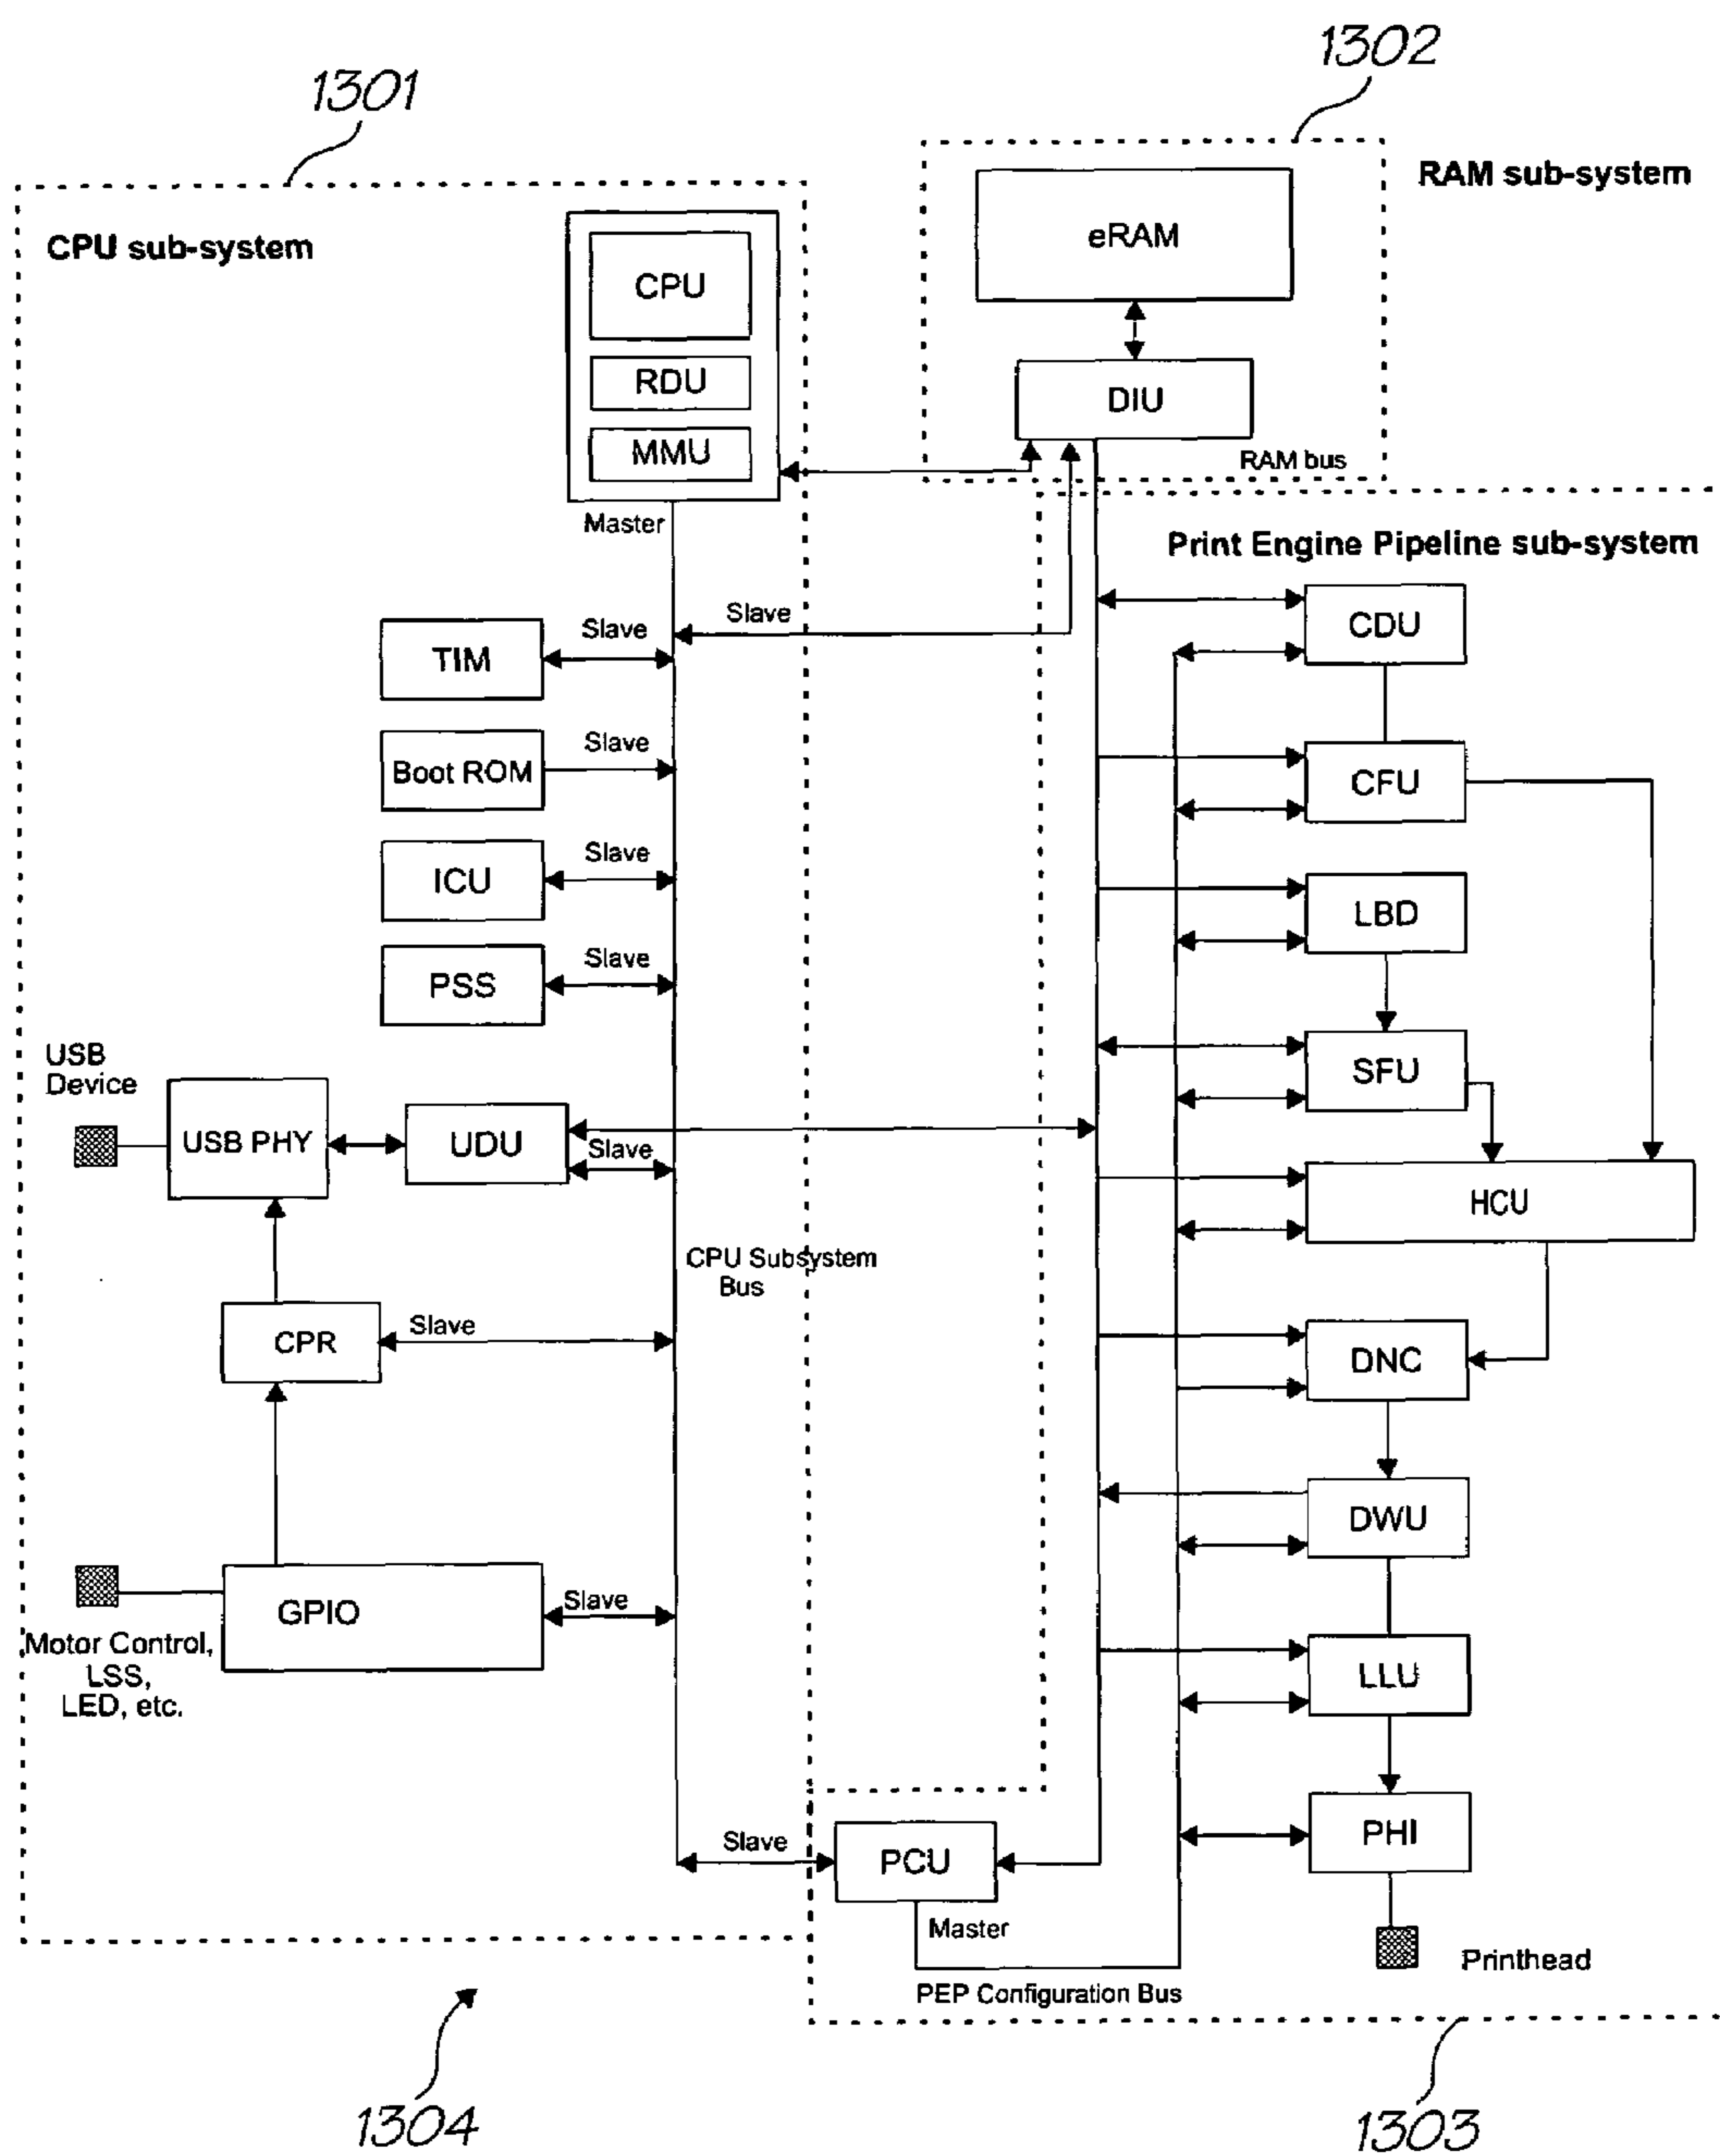 1301
1302
CPU sub-system
CPU
RDU
MMU
Master
eRAM
DIU
RAM bus
RAM sub-system
Print Engine Pipeline sub-system
Slave
TIM
Slave
Boot ROM
Slave
ICU
Slave
PSS
Slave
USB
Device
USB PHY
UDU
Slave
CPU Subsystem
Bus
CPR
Slave
GPIO
Slave
Motor Control,
LSS,
LED, etc.
CDU
CFU
LBD
SFU
HCU
DNC
DWU
LLU
PHI
Slave
PCU
Master
PEP Configuration Bus
Printhead
1304
1303